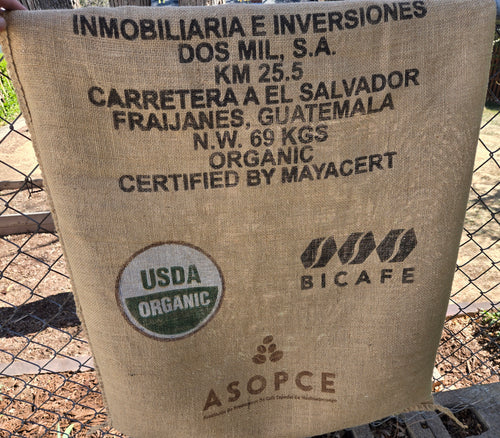 INMOBILIARIA E INVERSIONES
DOS MIL, S.A.
KM 25.5
CARRETERA A EL SALVADOR
FRAIJANES, GUATEMALA
N.W. 69 KGS
ORGANIC
CERTIFIED BY MAYACERT
USDA
ORGANIC
BICAFE
ASOPCE